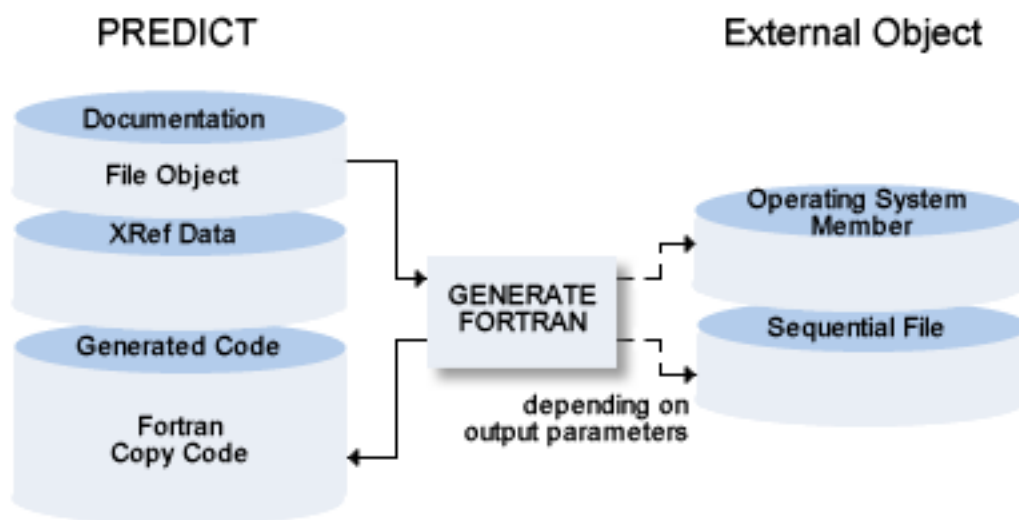 PREDICT
External Object
Documentation
File Object
XRef Data
Generated Code
Fortran
Copy Code
GENERATE
FORTRAN
depending on
output parameters
Operating System
Member
Sequential File